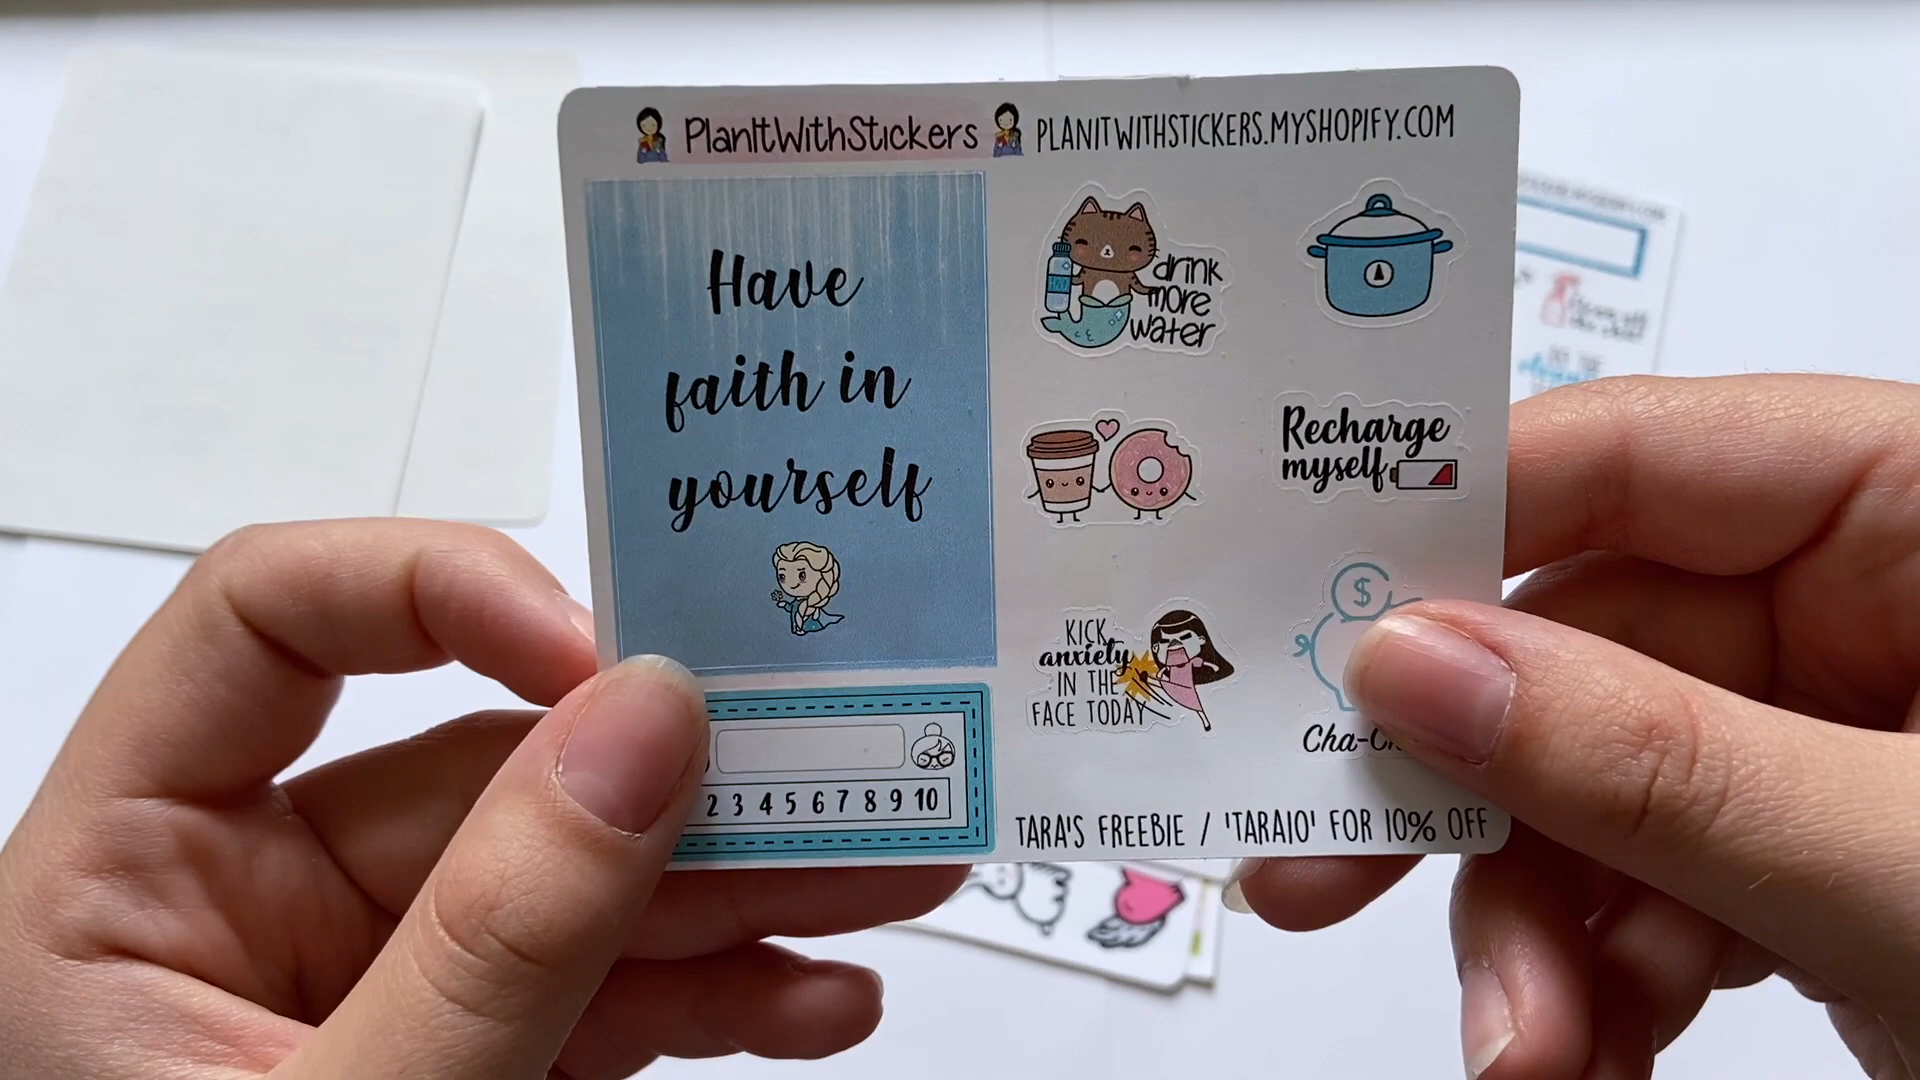 PlanItWithStickers
PLANITWITHSTICKERS.MYSHOPIFY.COM
Have
faith in
yourself
2 3 4 5 6 7 8 9 10
drink
more
water
H2O
Recharge
myself
KICK
anxiety
IN THE
FACE TODAY
$
TARA'S FREEBIE / 'TARA10' FOR 10% OFF